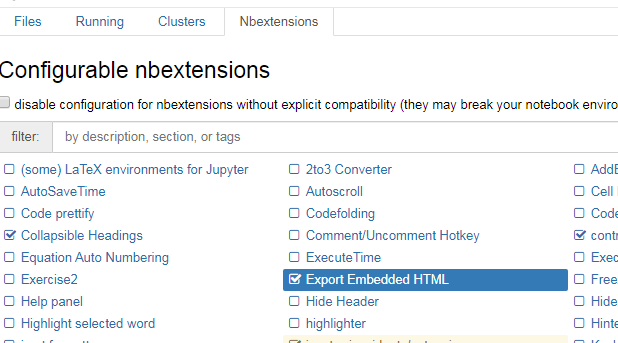 Files Running Clusters Nbextensions
Configurable nbextensions
disable configuration for nbextensions without explicit compatibility (they may break your notebook enviro
filter: by description, section, or tags
(some) LaTeX environments for Jupyter 2to3 Converter
AutoSaveTime Autoscroll Cell
Code prettify Codefolding Code
Collapsible Headings Comment/Uncomment Hotkey contr
Equation Auto Numbering ExecuteTime Exec
Exercise2 Export Embedded HTML Free
Help panel Hide Header Hide
Highlight selected word highlighter Hinte